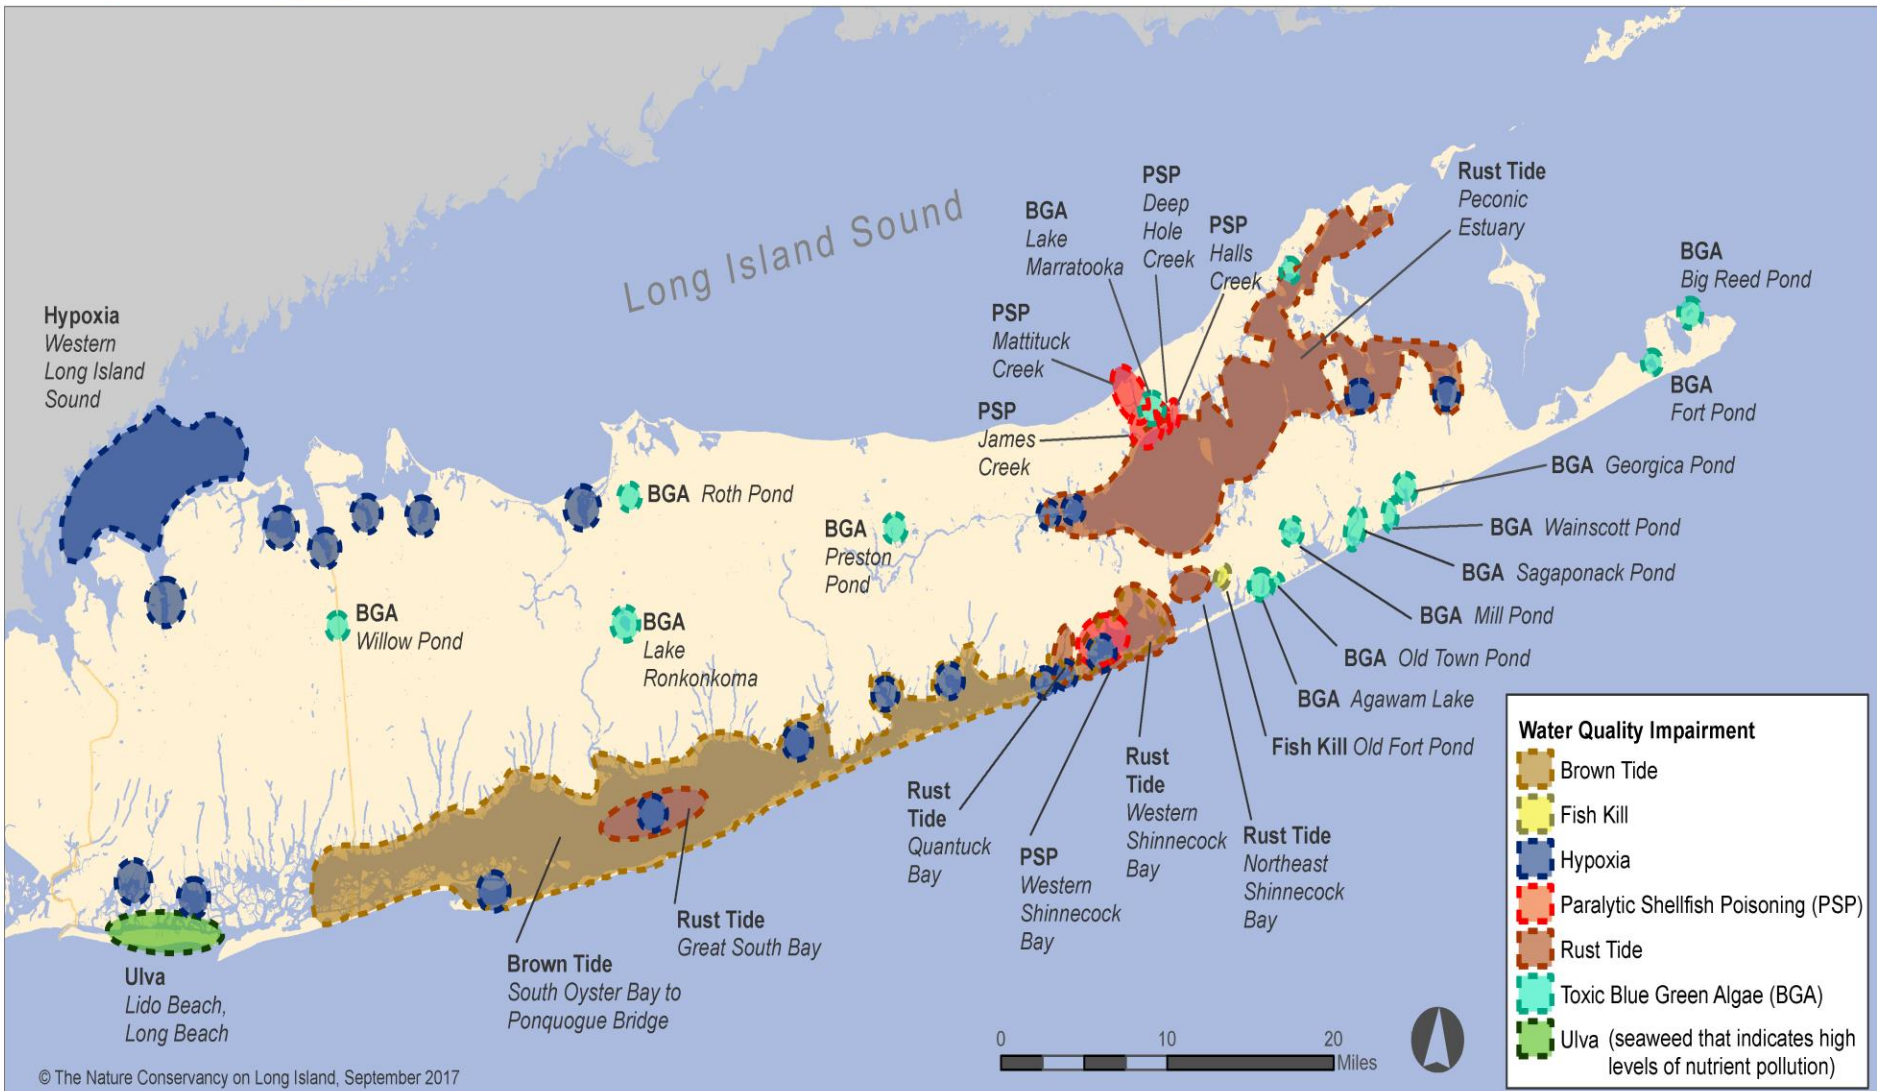 Long Island Sound
Hypoxia
Western
Long Island
Sound
BGA
Lake
Marratooka
PSP
Deep
Hole
Creek
PSP
Halls
Creek
Rust Tide
Peconic
Estuary
PSP
Mattituck
Creek
PSP
James
Creek
BGA
Big Reed Pond
BGA
Fort Pond
BGA Georgica Pond
BGA Wainscott Pond
BGA Sagaponack Pond
BGA Mill Pond
BGA Old Town Pond
BGA Agawam Lake
Fish Kill Old Fort Pond
BGA Roth Pond
BGA
Preston
Pond
BGA
Willow Pond
BGA
Lake
Ronkonkoma
Rust
Tide
Quantuck
Bay
PSP
Western
Shinnecock
Bay
Rust
Tide
Western
Shinnecock
Bay
Rust Tide
Northeast
Shinnecock
Bay
Rust Tide
Great South Bay
Brown Tide
South Oyster Bay to
Ponquogue Bridge
Ulva
Lido Beach,
Long Beach
Water Quality Impairment
Brown Tide
Fish Kill
Hypoxia
Paralytic Shellfish Poisoning (PSP)
Rust Tide
Toxic Blue Green Algae (BGA)
Ulva (seaweed that indicates high
levels of nutrient pollution)
0 10 20
Miles
© The Nature Conservancy on Long Island, September 2017